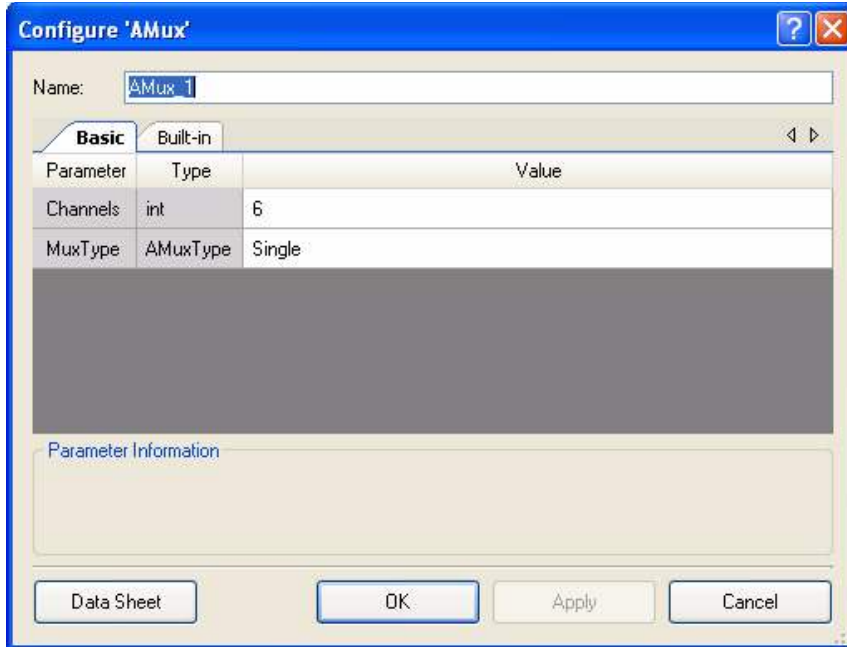 Configure 'AMux'
Name: AMux_1
Basic Built-in
Parameter Type Value
Channels int 6
MuxType AMuxType Single
Parameter Information
Data Sheet OK Apply Cancel